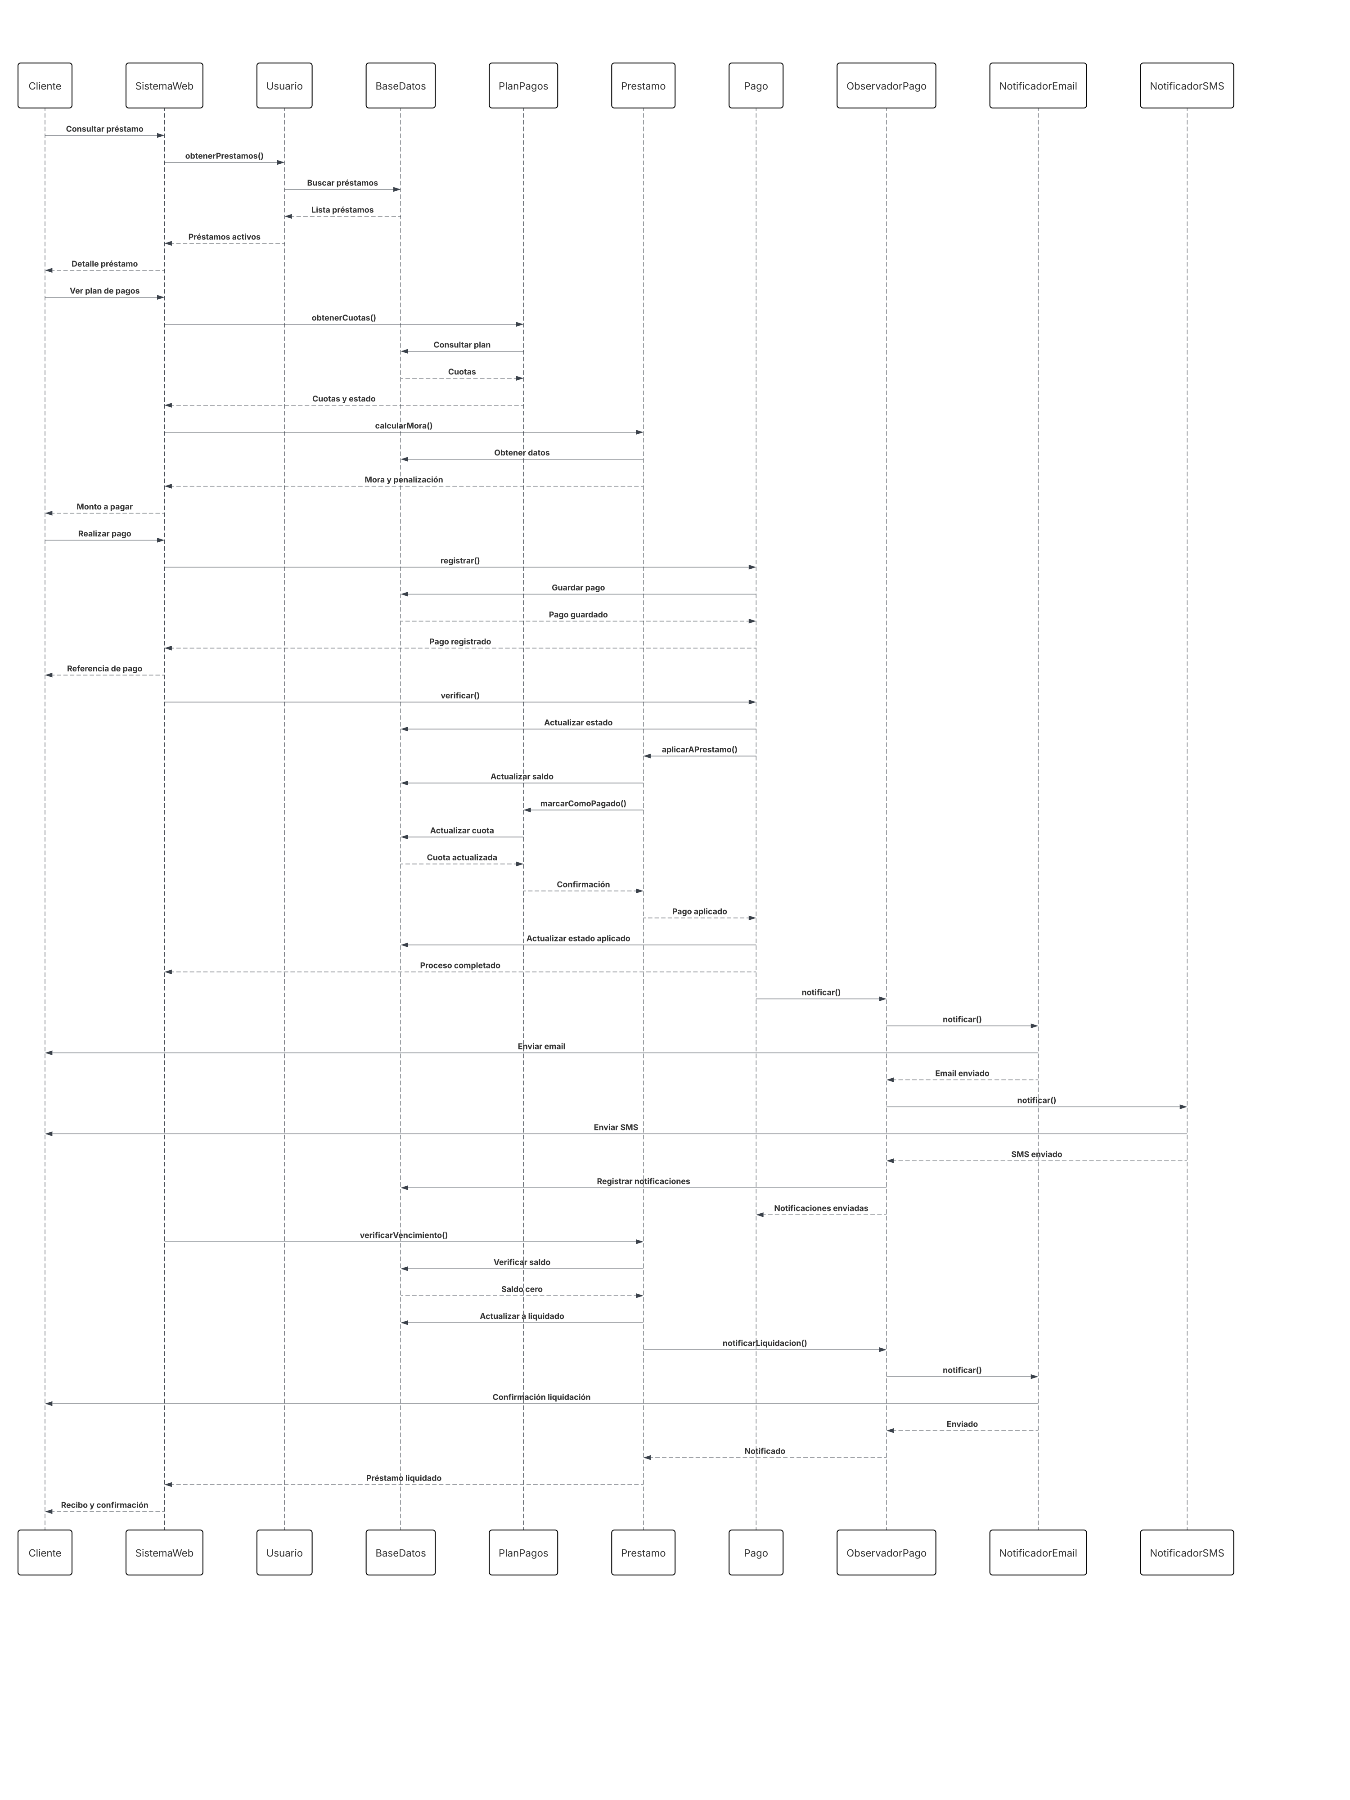 Cliente
SistemaWeb
Usuario
BaseDatos
PlanPagos
Prestamo
Pago
ObservadorPago
NotificadorEmail
NotificadorSMS
Consultar préstamo
obtenerPrestamos()
Buscar préstamos
Lista préstamos
Préstamos activos
Detalle préstamo
Ver plan de pagos
obtenerCuotas()
Consultar plan
Cuotas
Cuotas y estado
calcularMora()
Obtener datos
Mora y penalización
Monto a pagar
Realizar pago
registrar()
Guardar pago
Pago guardado
Pago registrado
Referencia de pago
verificar()
Actualizar estado
aplicarAPrestamo()
Actualizar saldo
marcarComoPagado()
Actualizar cuota
Cuota actualizada
Confirmación
Pago aplicado
Actualizar estado aplicado
Proceso completado
notificar()
notificar()
Enviar email
Email enviado
notificar()
Enviar SMS
SMS enviado
Registrar notificaciones
Notificaciones enviadas
verificarVencimiento()
Verificar saldo
Saldo cero
Actualizar a liquidado
notificarLiquidacion()
notificar()
Confirmación liquidación
Enviado
Notificado
Préstamo liquidado
Recibo y confirmación
Cliente
SistemaWeb
Usuario
BaseDatos
PlanPagos
Prestamo
Pago
ObservadorPago
NotificadorEmail
NotificadorSMS